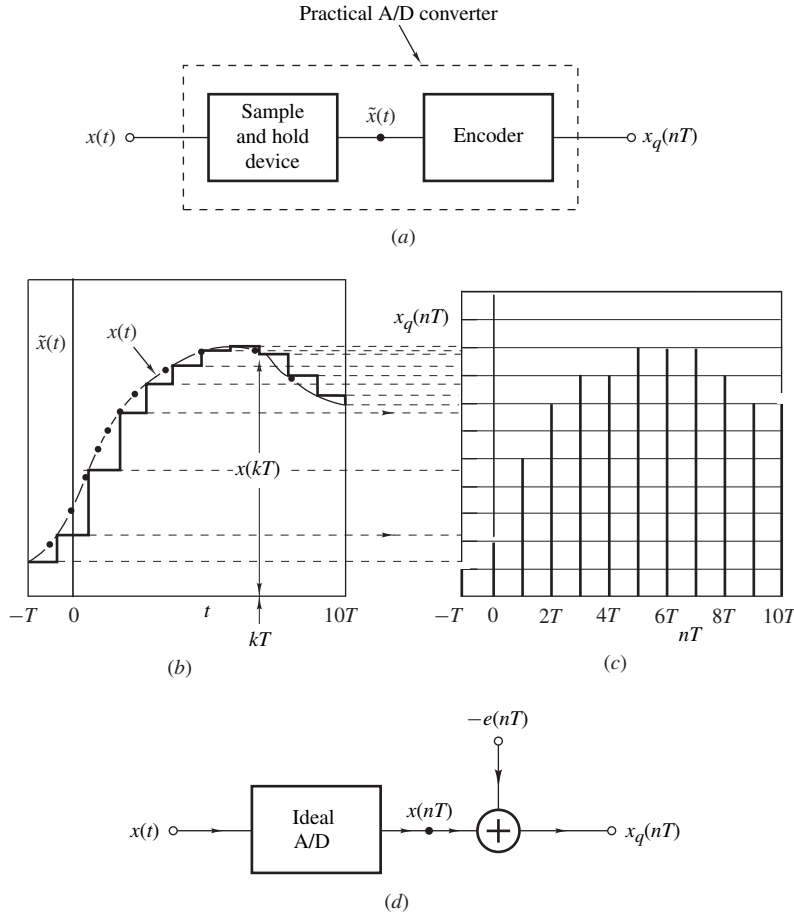 Practical A/D converter
x(t)
Sample
and hold
device
x̃(t)
Encoder
x_q(nT)
(a)
x̃(t)
x(t)
x(kT)
−T 0 t 10T
kT
(b)
x_q(nT)
−T 0 2T 4T 6T 8T 10T
nT
(c)
−e(nT)
x(t)
Ideal
A/D
x(nT)
x_q(nT)
(d)